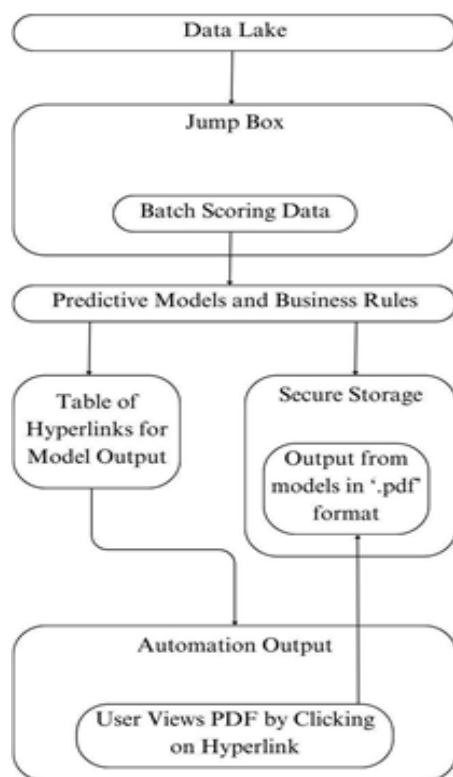 Data Lake
Jump Box
Batch Scoring Data
Predictive Models and Business Rules
Table of
Hyperlinks for
Model Output
Secure Storage
Output from
models in ‘.pdf’
format
Automation Output
User Views PDF by Clicking
on Hyperlink